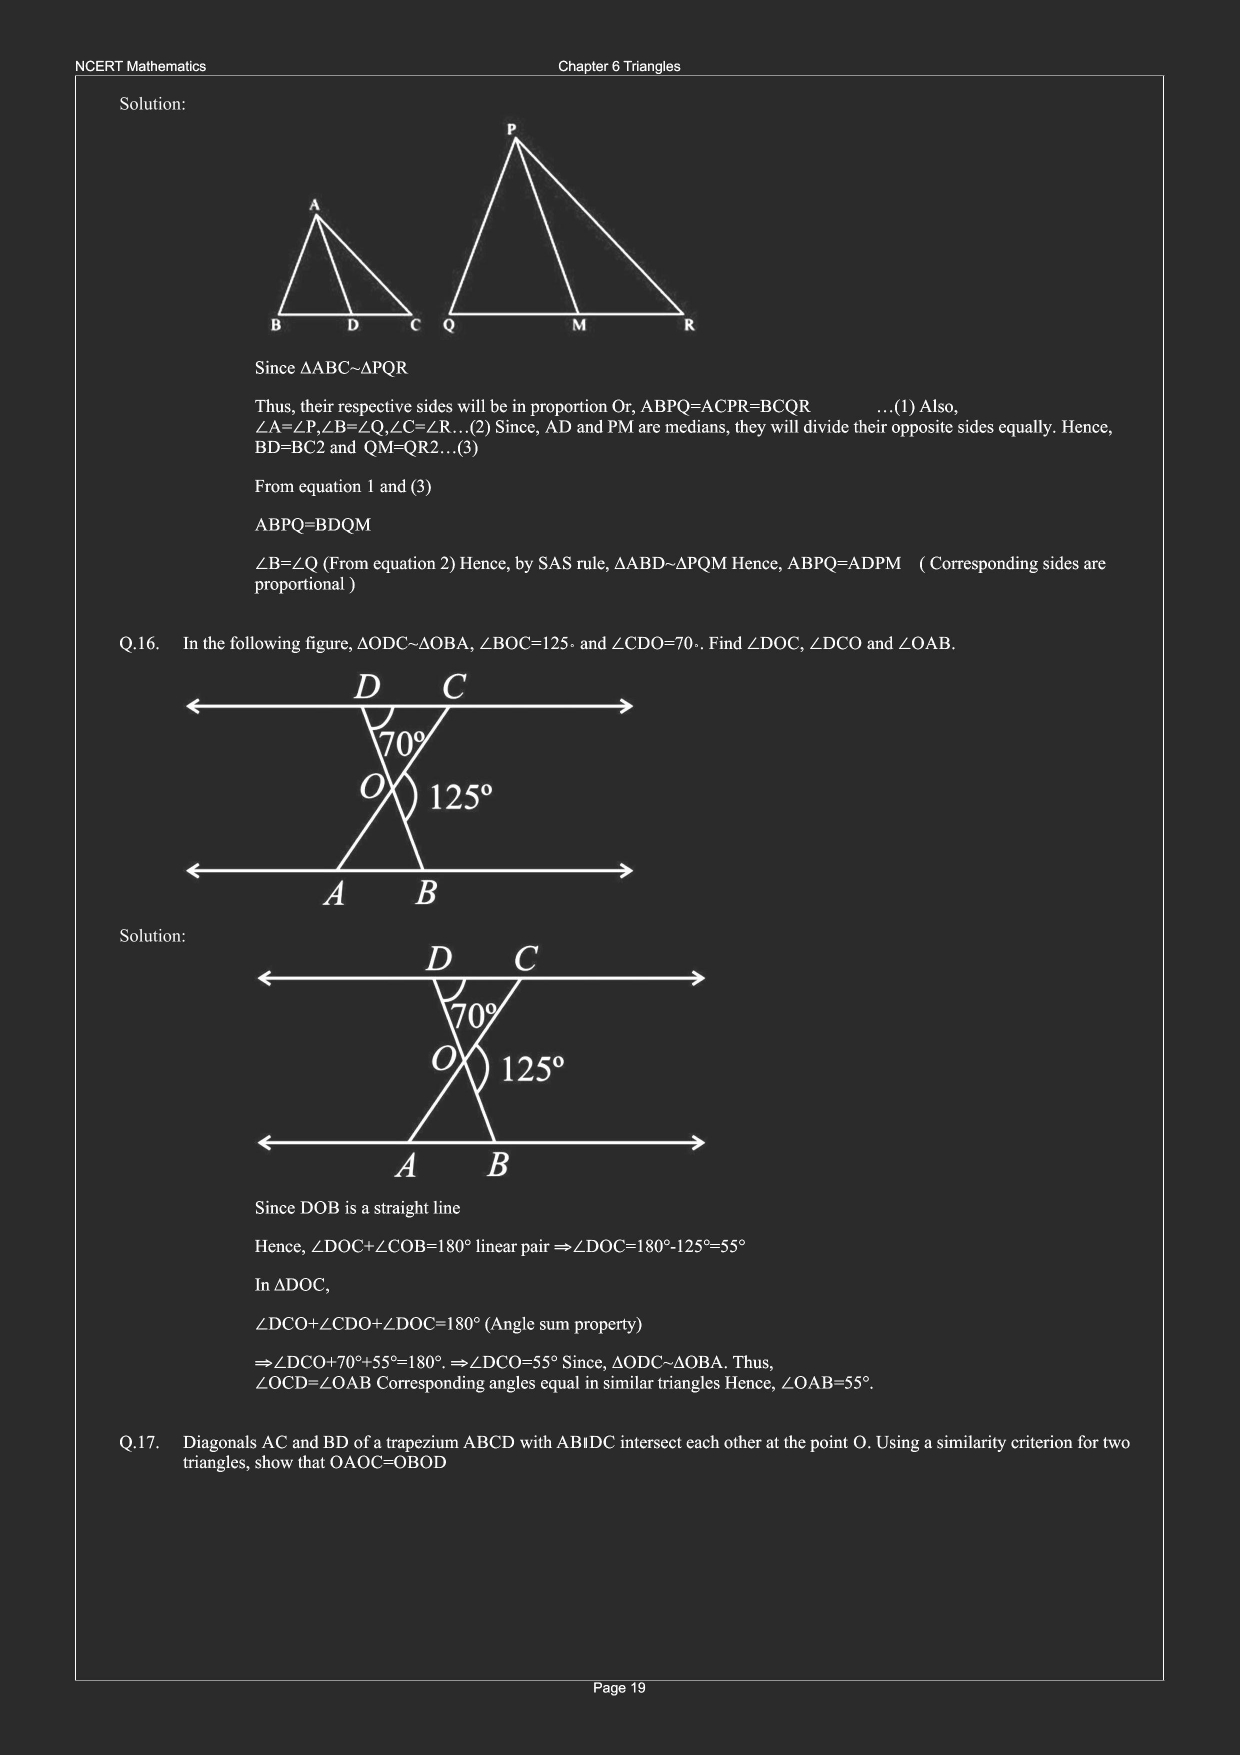 NCERT Mathematics
Chapter 6 Triangles
Solution:
P
A
B
D
C
Q
M
R
Since ΔABC~ΔPQR
Thus, their respective sides will be in proportion Or, ABPQ=ACPR=BCQR …(1) Also,
∠A=∠P,∠B=∠Q,∠C=∠R…(2) Since, AD and PM are medians, they will divide their opposite sides equally. Hence,
BD=BC2 and QM=QR2…(3)
From equation 1 and (3)
ABPQ=BDQM
∠B=∠Q (From equation 2) Hence, by SAS rule, ΔABD~ΔPQM Hence, ABPQ=ADPM ( Corresponding sides are
proportional )
Q.16. In the following figure, ΔODC~ΔOBA, ∠BOC=125◦ and ∠CDO=70◦. Find ∠DOC, ∠DCO and ∠OAB.
D C
70º
O 125º
A B
Solution:
D C
70º
O 125º
A B
Since DOB is a straight line
Hence, ∠DOC+∠COB=180° linear pair ⇒∠DOC=180°-125°=55°
In ΔDOC,
∠DCO+∠CDO+∠DOC=180° (Angle sum property)
⇒∠DCO+70°+55°=180°. ⇒∠DCO=55° Since, ΔODC~ΔOBA. Thus,
∠OCD=∠OAB Corresponding angles equal in similar triangles Hence, ∠OAB=55°.
Q.17. Diagonals AC and BD of a trapezium ABCD with AB∥DC intersect each other at the point O. Using a similarity criterion for two
triangles, show that OAOC=OBOD
Page 19